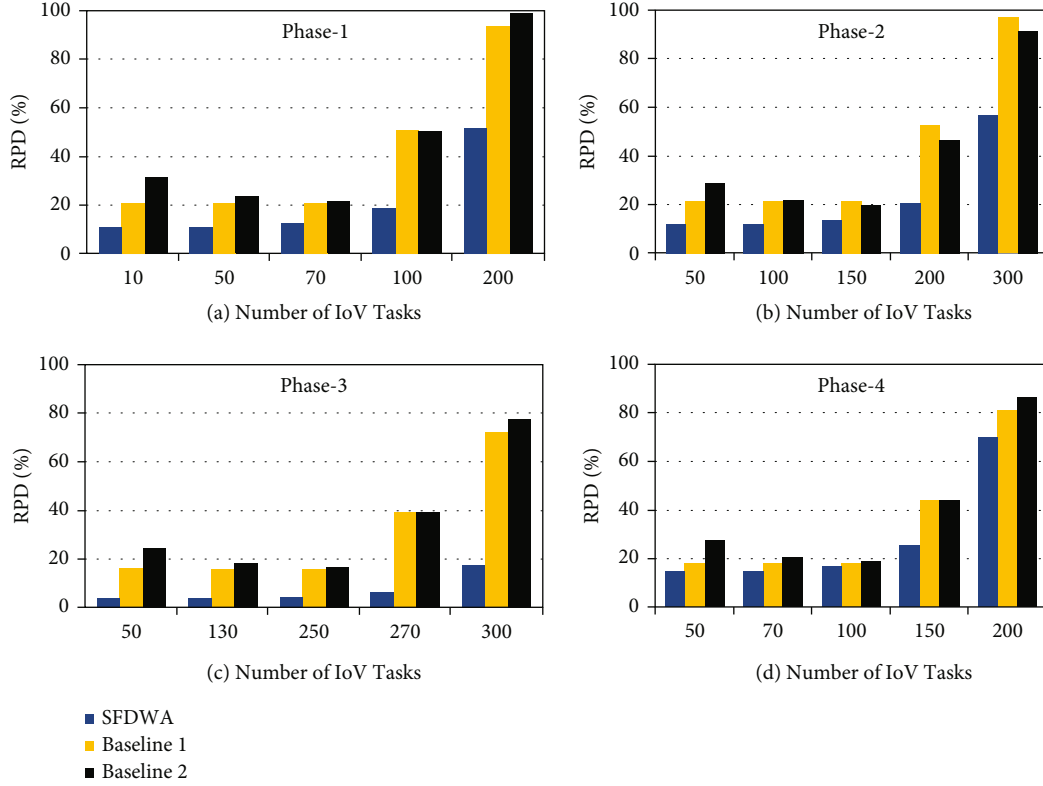 Phase-1
RPD (%)
100
80
60
40
20
0
10 50 70 100 200
(a) Number of IoV Tasks
Phase-2
RPD (%)
100
80
60
40
20
0
50 100 150 200 300
(b) Number of IoV Tasks
Phase-3
RPD (%)
100
80
60
40
20
0
50 130 250 270 300
(c) Number of IoV Tasks
Phase-4
RPD (%)
100
80
60
40
20
0
50 70 100 150 200
(d) Number of IoV Tasks
SFDWA
Baseline 1
Baseline 2